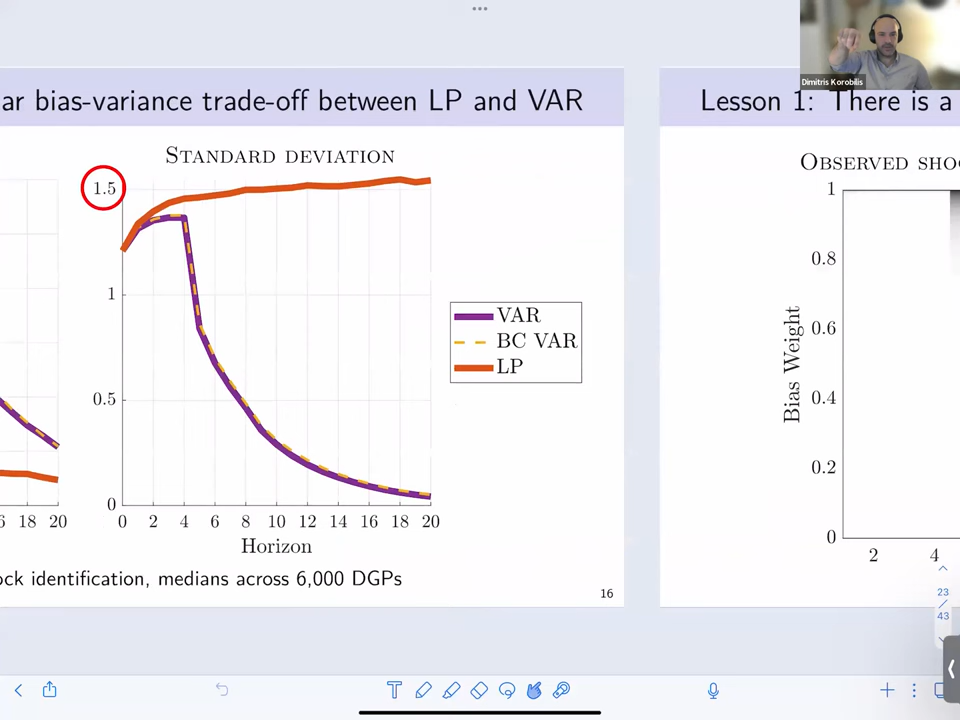 Dimitris Korobilis
ar bias-variance trade-off between LP and VAR
STANDARD DEVIATION
1.5
1
0.5
0
0 2 4 6 8 10 12 14 16 18 20
Horizon
VAR
BC VAR
LP
6 18 20
ock identification, medians across 6,000 DGPs
16
Lesson 1: There is a
OBSERVED SHO
1
0.8
0.6
0.4
0.2
0
Bias Weight
2 4
23
/
43
T